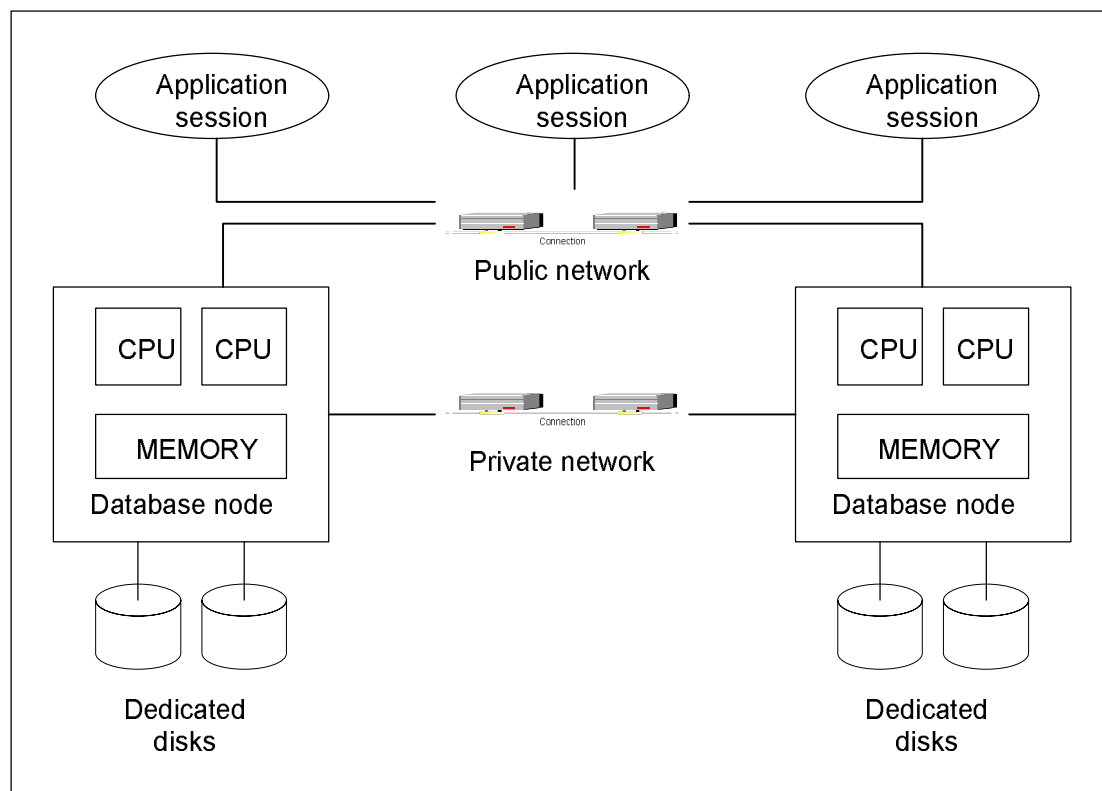 Application
session
Application
session
Application
session
Connection
Public network
CPU
CPU
CPU
CPU
Connection
MEMORY
Private network
MEMORY
Database node
Database node
Dedicated
disks
Dedicated
disks